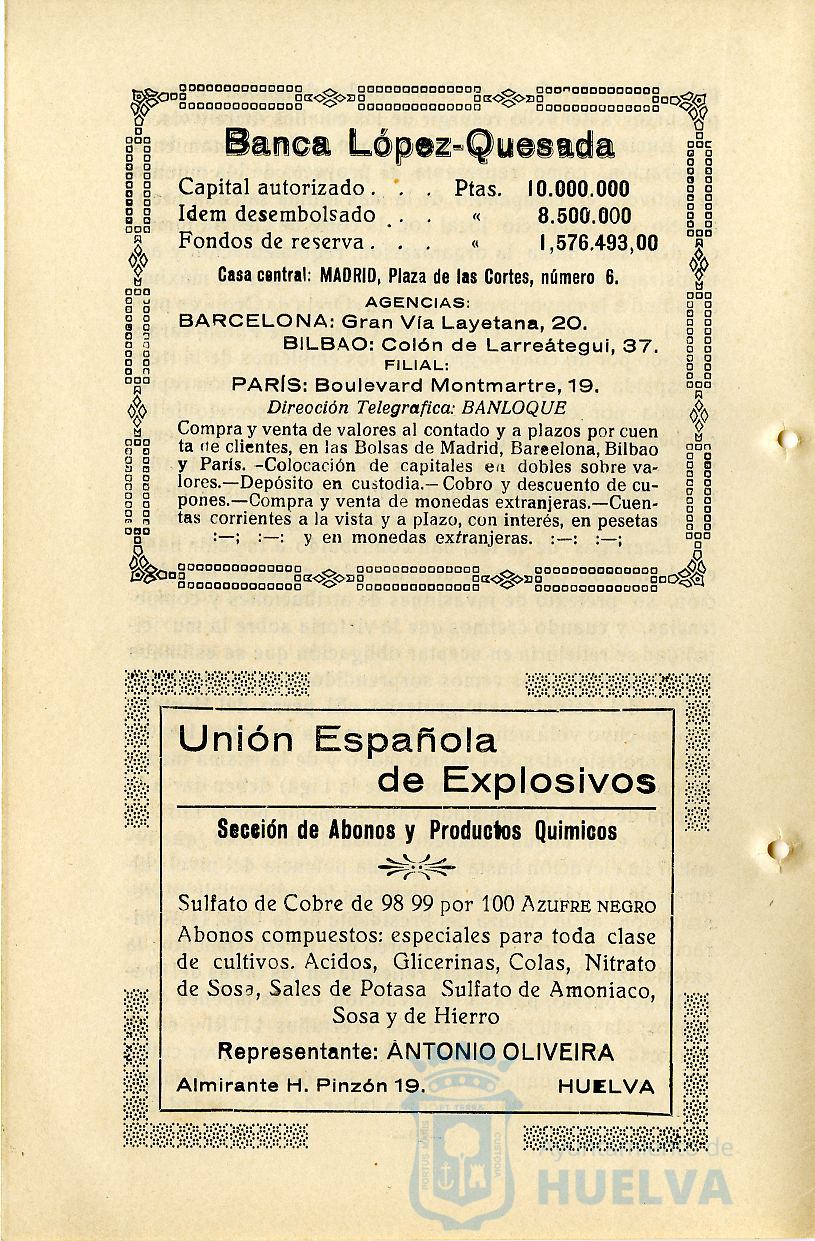 Banca López-Quesada
Capital autorizado . . . Ptas. 10.000.000
Idem desembolsado . . . « 8.500.000
Fondos de reserva . . . « 1,576.493,00
Casa central: MADRID, Plaza de las Cortes, número 6.
AGENCIAS:
BARCELONA: Gran Vía Layetana, 20.
BILBAO: Colón de Larreátegui, 37.
FILIAL:
PARÍS: Boulevard Montmartre, 19.
Direoción Telegrafica: BANLOQUE
Compra y venta de valores al contado y a plazos por cuen
ta de clientes, en las Bolsas de Madrid, Bareelona, Bilbao
y París. -Colocación de capitales en dobles sobre va-
lores.—Depósito en custodia.—Cobro y descuento de cu-
pones.—Compra y venta de monedas extranjeras.—Cuen-
tas corrientes a la vista y a plazo, con interés, en pesetas
:—; :—: y en monedas extranjeras. :—: :—;
Unión Española
de Explosivos
Sección de Abonos y Productos Quimicos
Sulfato de Cobre de 98 99 por 100 AZUFRE NEGRO
Abonos compuestos: especiales para toda clase
de cultivos. Acidos, Glicerinas, Colas, Nitrato
de Sosa, Sales de Potasa Sulfato de Amoniaco,
Sosa y de Hierro
Representante: ANTONIO OLIVEIRA
Almirante H. Pinzón 19. HUELVA
PORTUS MARIS CUSTODIA
Ayuntamiento de
HUELVA